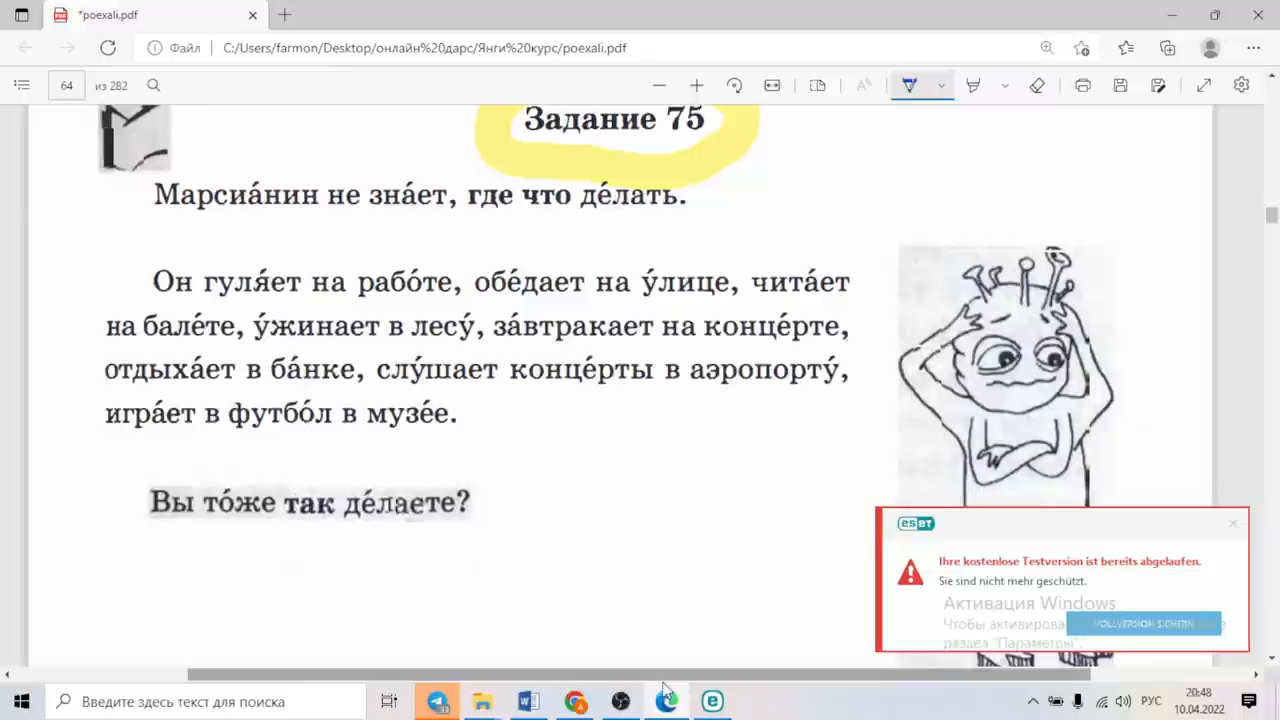 *poexali.pdf
Файл
C:/Users/farmon/Desktop/онлайн%20дарс/Янги%20курс/poexali.pdf
64
из 282
Задание 75
Марсиа́нин не зна́ет, где что де́лать.
Он гуля́ет на рабо́те, обе́дает на у́лице, чита́ет
на бале́те, у́жинает в лесу́, за́втракает на конце́рте,
отдыха́ет в ба́нке, слу́шает конце́рты в аэропорту́,
игра́ет в футбо́л в музе́е.
Вы то́же так де́лаете?
eseт
Ihre kostenlose Testversion ist bereits abgelaufen.
Sie sind nicht mehr geschützt.
Активация Windows
Чтобы активирова
VOLLVERSION SICHERN
раздел "Параметры".
Введите здесь текст для поиска
РУС
20:48
10.04.2022